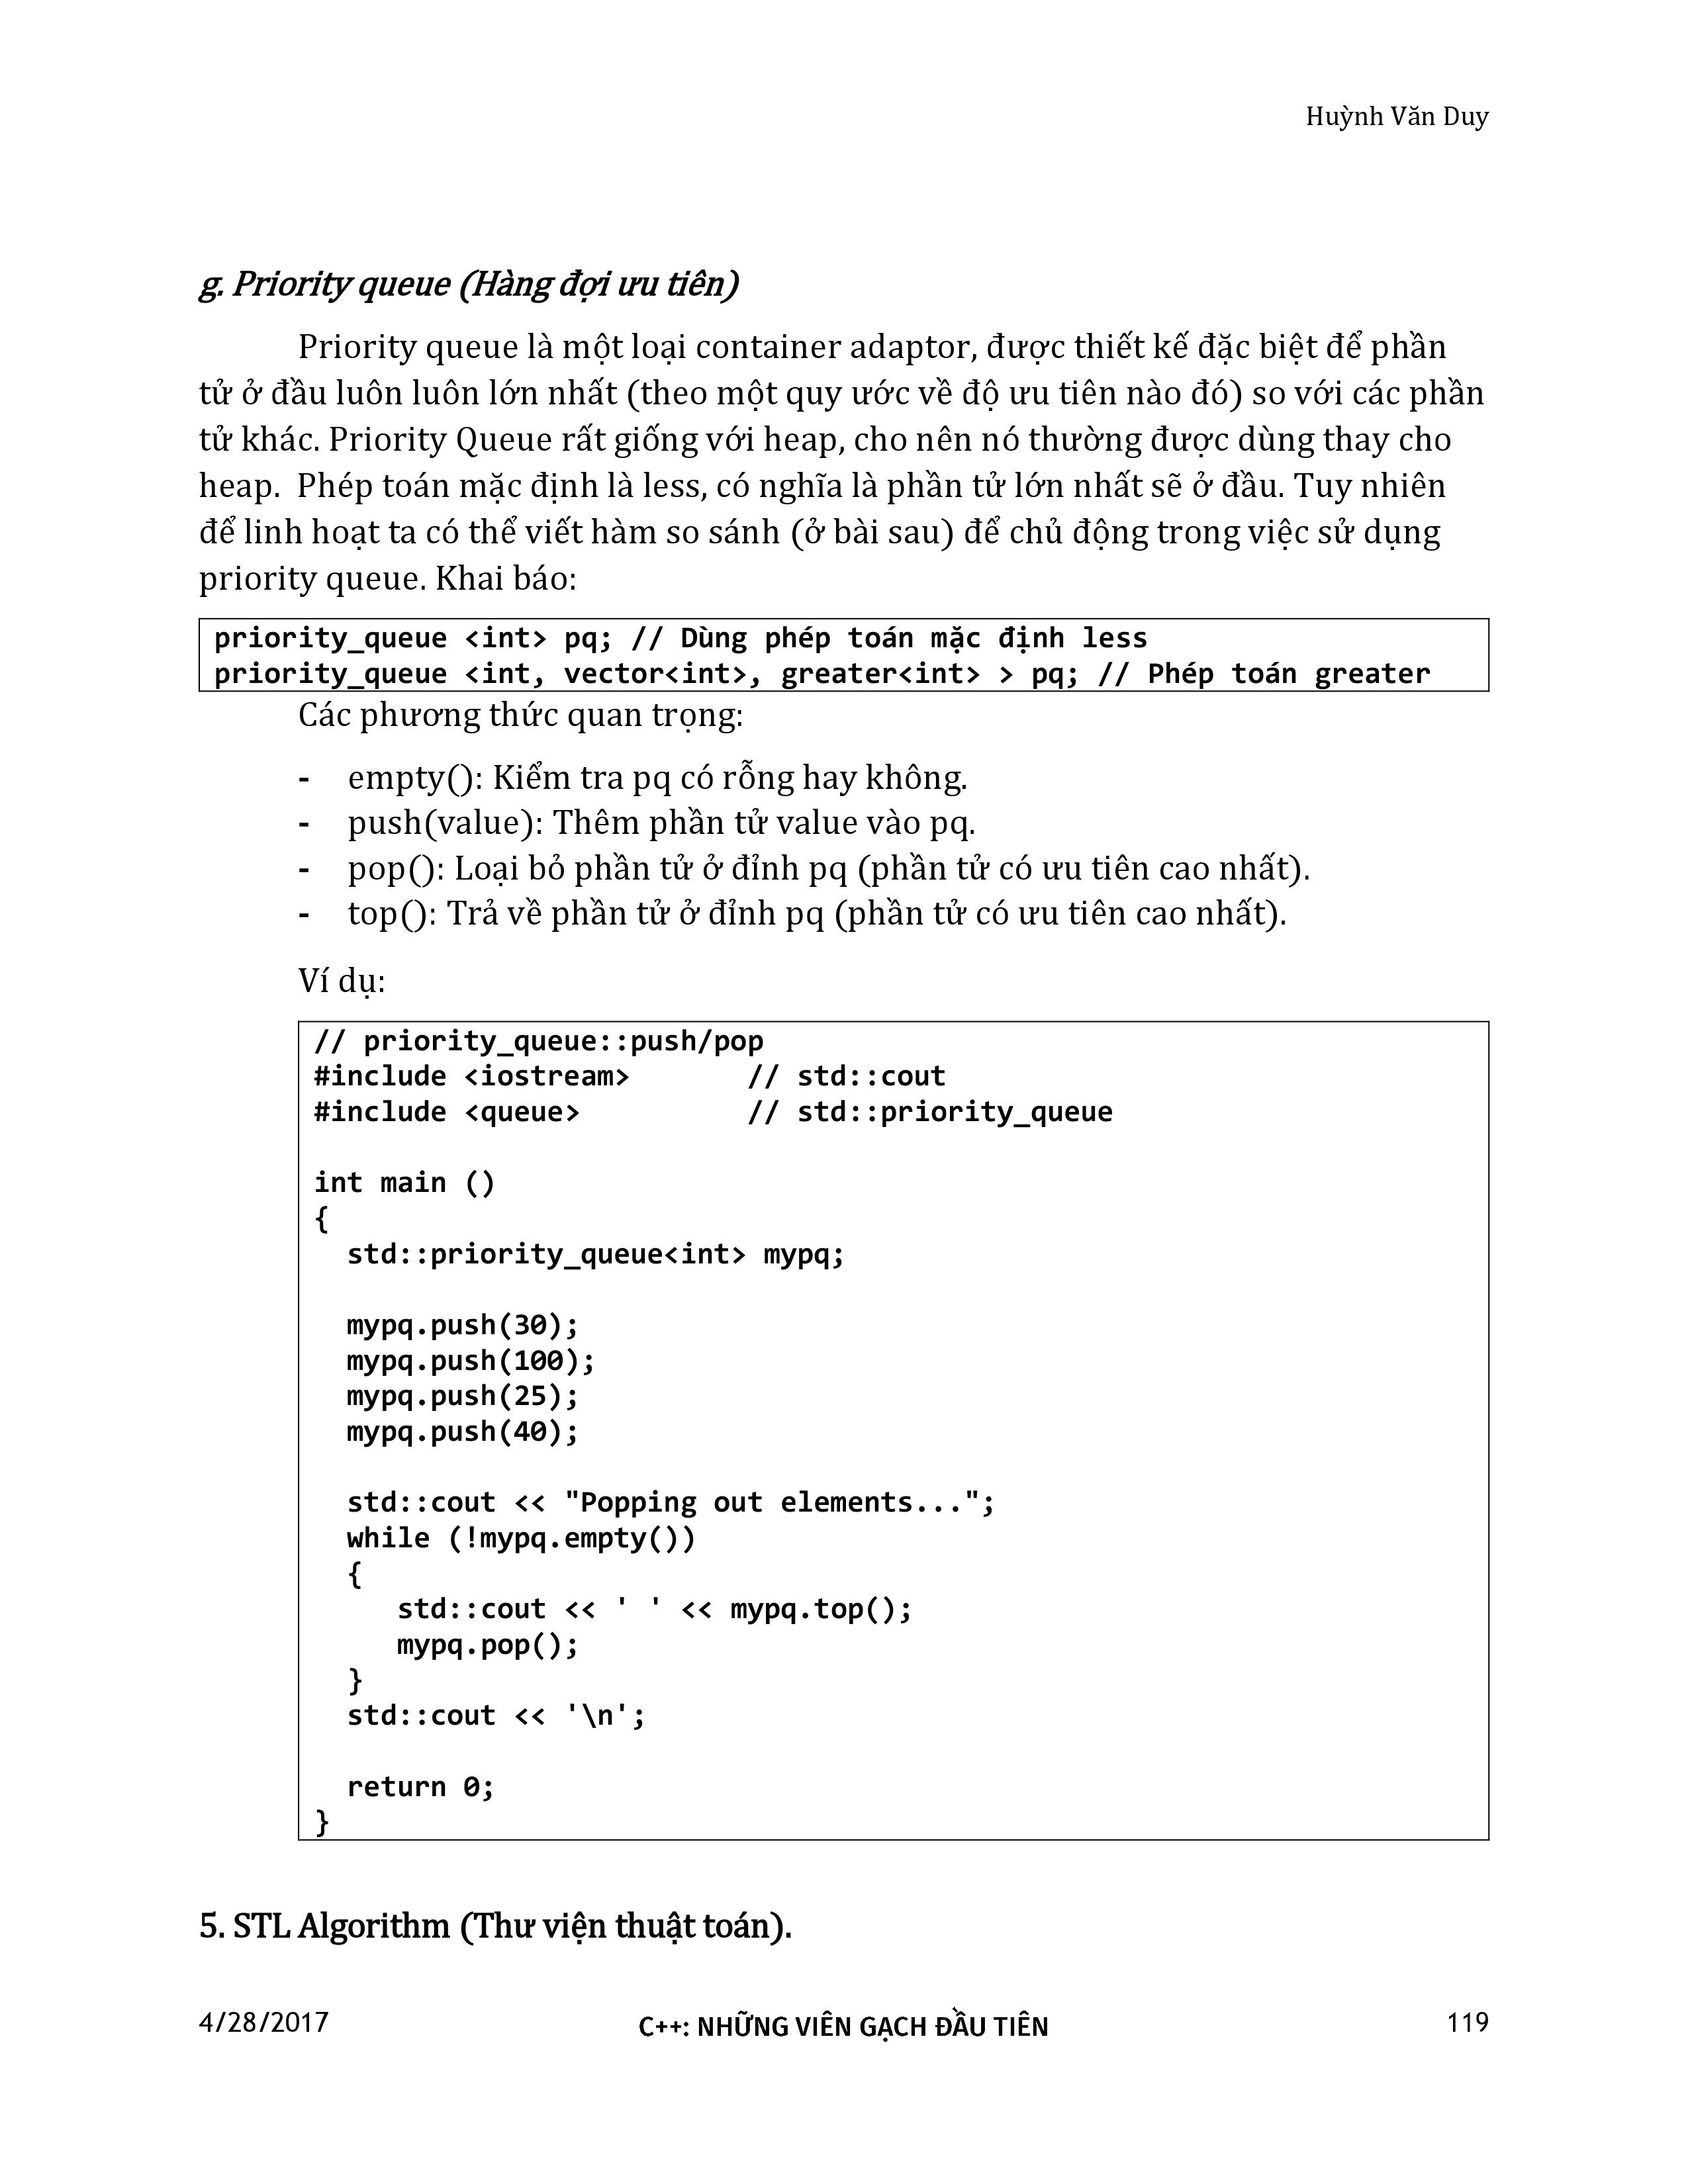 Huỳnh Văn Duy
g. Priority queue (Hàng đợi ưu tiên)
Priority queue là một loại container adaptor, được thiết kế đặc biệt để phần
tử ở đầu luôn luôn lớn nhất (theo một quy ước về độ ưu tiên nào đó) so với các phần
tử khác. Priority Queue rất giống với heap, cho nên nó thường được dùng thay cho
heap.  Phép toán mặc định là less, có nghĩa là phần tử lớn nhất sẽ ở đầu. Tuy nhiên
để linh hoạt ta có thể viết hàm so sánh (ở bài sau) để chủ động trong việc sử dụng
priority queue. Khai báo:
priority_queue <int> pq; // Dùng phép toán mặc định less
priority_queue <int, vector<int>, greater<int> > pq; // Phép toán greater
Các phương thức quan trọng:
- empty(): Kiểm tra pq có rỗng hay không.
- push(value): Thêm phần tử value vào pq.
- pop(): Loại bỏ phần tử ở đỉnh pq (phần tử có ưu tiên cao nhất).
- top(): Trả về phần tử ở đỉnh pq (phần tử có ưu tiên cao nhất).
Ví dụ:
// priority_queue::push/pop
#include <iostream>       // std::cout
#include <queue>          // std::priority_queue
int main ()
{
  std::priority_queue<int> mypq;
  mypq.push(30);
  mypq.push(100);
  mypq.push(25);
  mypq.push(40);
  std::cout << "Popping out elements...";
  while (!mypq.empty())
  {
     std::cout << ' ' << mypq.top();
     mypq.pop();
  }
  std::cout << '\n';
  return 0;
}
5. STL Algorithm (Thư viện thuật toán).
4/28/2017 C++: NHỮNG VIÊN GẠCH ĐẦU TIÊN 119